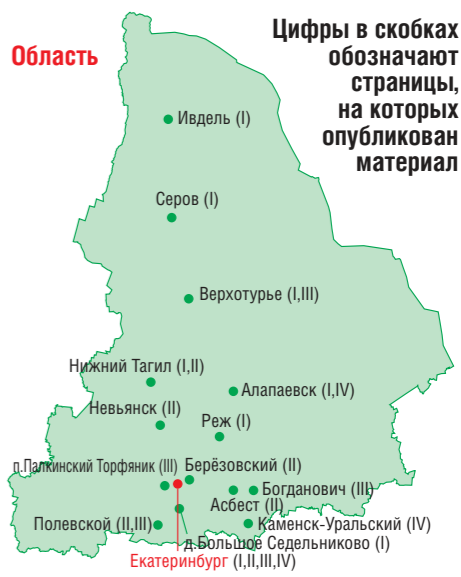 Область
Цифры в скобках
обозначают
страницы,
на которых
опубликован
материал
Ивдель (I)
Серов (I)
Верхотурье (I,III)
Нижний Тагил (I,II)
Алапаевск (I,IV)
Невьянск (II)
Реж (I)
п.Палкинский Торфяник (III)
Берёзовский (II)
Богданович (III)
Асбест (II)
Полевской (II,III)
Каменск-Уральский (IV)
д.Большое Седельниково (I)
Екатеринбург (I,II,III,IV)